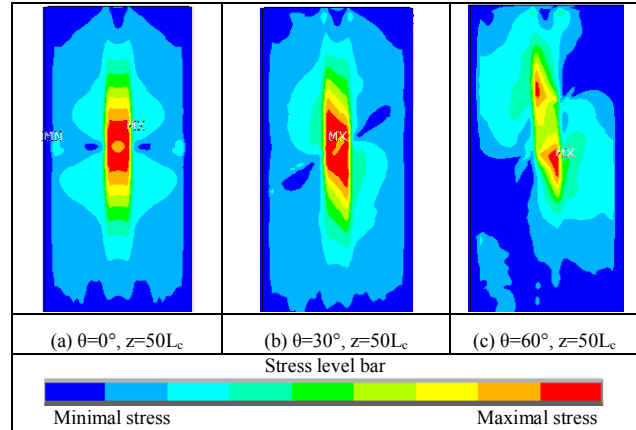 MN
MX
MX
MX
(a) θ=0°, z=50Lc
(b) θ=30°, z=50Lc
(c) θ=60°, z=50Lc
Stress level bar
Minimal stress
Maximal stress